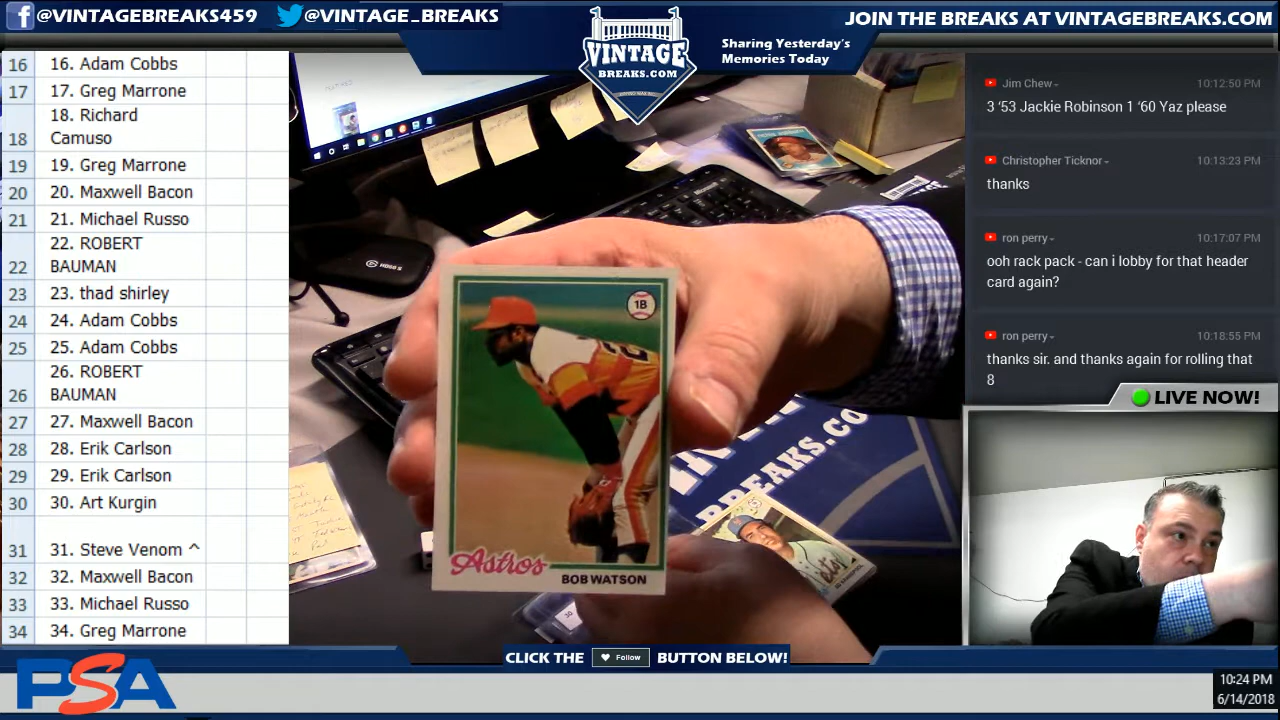 @VINTAGEBREAKS459
@VINTAGE_BREAKS
VINTAGE
BREAKS.COM
Sharing Yesterday's
Memories Today
JOIN THE BREAKS AT VINTAGEBREAKS.COM
16 16. Adam Cobbs
17 17. Greg Marrone
18 18. Richard
Camuso
19 19. Greg Marrone
20 20. Maxwell Bacon
21 21. Michael Russo
22 22. ROBERT
BAUMAN
23 23. thad shirley
24 24. Adam Cobbs
25 25. Adam Cobbs
26 26. ROBERT
BAUMAN
27 27. Maxwell Bacon
28 28. Erik Carlson
29 29. Erik Carlson
30 30. Art Kurgin
31 31. Steve Venom ^
32 32. Maxwell Bacon
33 33. Michael Russo
34 34. Greg Marrone
1B
Astros
BOB WATSON
BREAKS.CO
Jim Chew 10:12:50 PM
3 '53 Jackie Robinson 1 '60 Yaz please
Christopher Ticknor 10:13:23 PM
thanks
ron perry 10:17:07 PM
ooh rack pack - can i lobby for that header
card again?
ron perry 10:18:55 PM
thanks sir. and thanks again for rolling that
8
LIVE NOW!
CLICK THE Follow BUTTON BELOW!
PSA
10:24 PM
6/14/2018